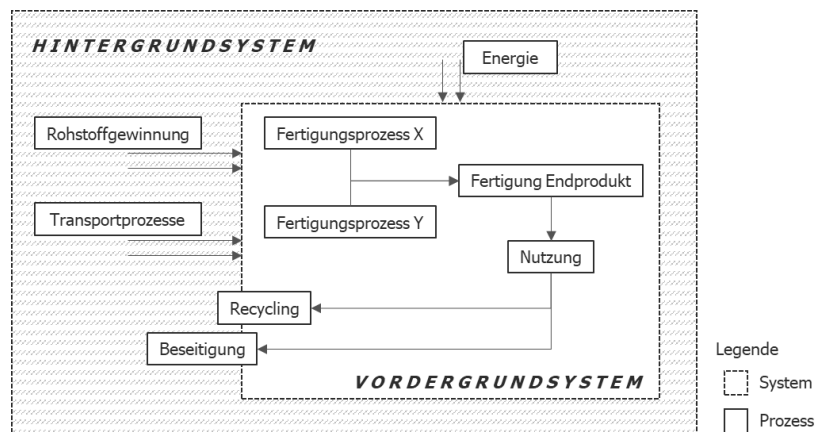 HINTERGRUNDSYSTEM
Energie
Rohstoffgewinnung
Fertigungsprozess X
Fertigung Endprodukt
Transportprozesse
Fertigungsprozess Y
Nutzung
Recycling
Beseitigung
VORDERGRUNDSYSTEM
Legende
System
Prozess